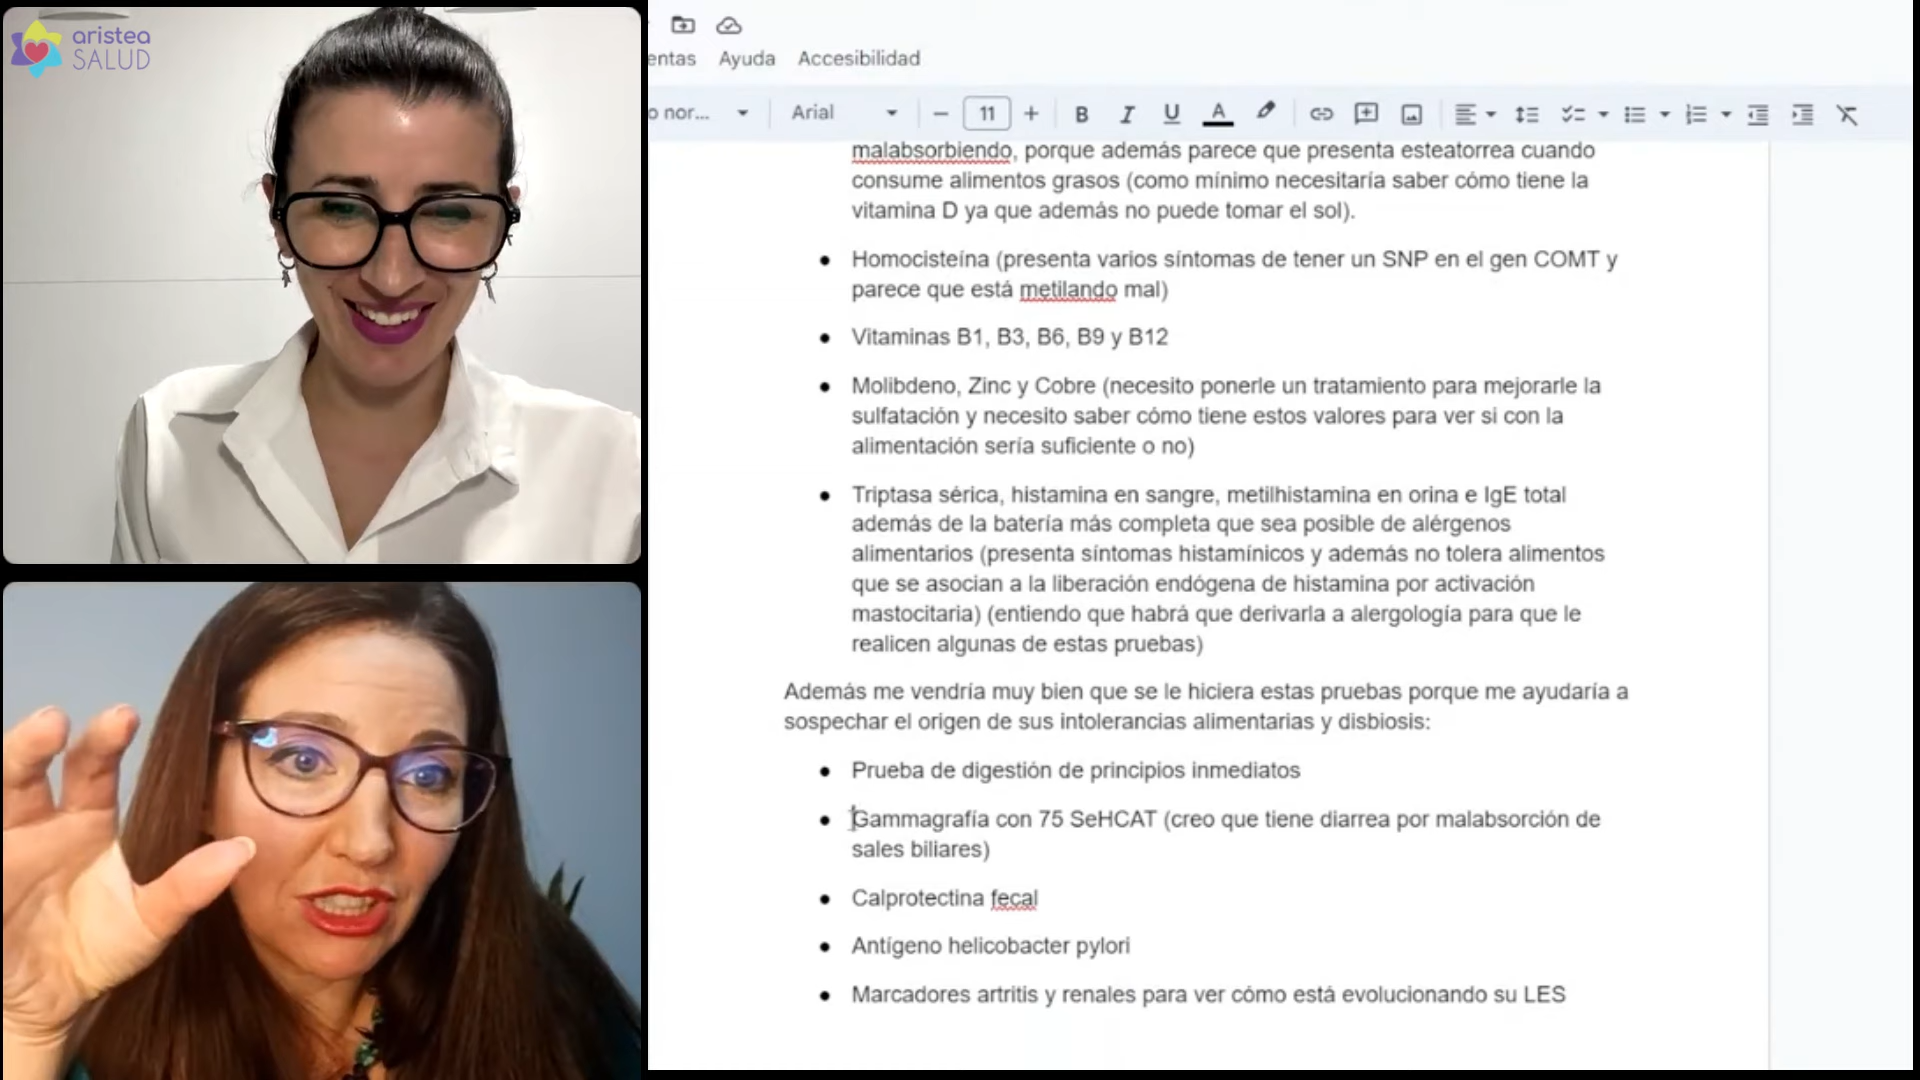 aristea
SALUD
entas Ayuda Accesibilidad
o nor... Arial 11 B I U A
malabsorbiendo, porque además parece que presenta esteatorrea cuando
consume alimentos grasos (como mínimo necesitaría saber cómo tiene la
vitamina D ya que además no puede tomar el sol).
● Homocisteína (presenta varios síntomas de tener un SNP en el gen COMT y
parece que está metilando mal)
● Vitaminas B1, B3, B6, B9 y B12
● Molibdeno, Zinc y Cobre (necesito ponerle un tratamiento para mejorarle la
sulfatación y necesito saber cómo tiene estos valores para ver si con la
alimentación sería suficiente o no)
● Triptasa sérica, histamina en sangre, metilhistamina en orina e IgE total
además de la batería más completa que sea posible de alérgenos
alimentarios (presenta síntomas histamínicos y además no tolera alimentos
que se asocian a la liberación endógena de histamina por activación
mastocitaria) (entiendo que habrá que derivarla a alergología para que le
realicen algunas de estas pruebas)
Además me vendría muy bien que se le hiciera estas pruebas porque me ayudaría a
sospechar el origen de sus intolerancias alimentarias y disbiosis:
● Prueba de digestión de principios inmediatos
● Gammagrafía con 75 SeHCAT (creo que tiene diarrea por malabsorción de
sales biliares)
● Calprotectina fecal
● Antígeno helicobacter pylori
● Marcadores artritis y renales para ver cómo está evolucionando su LES